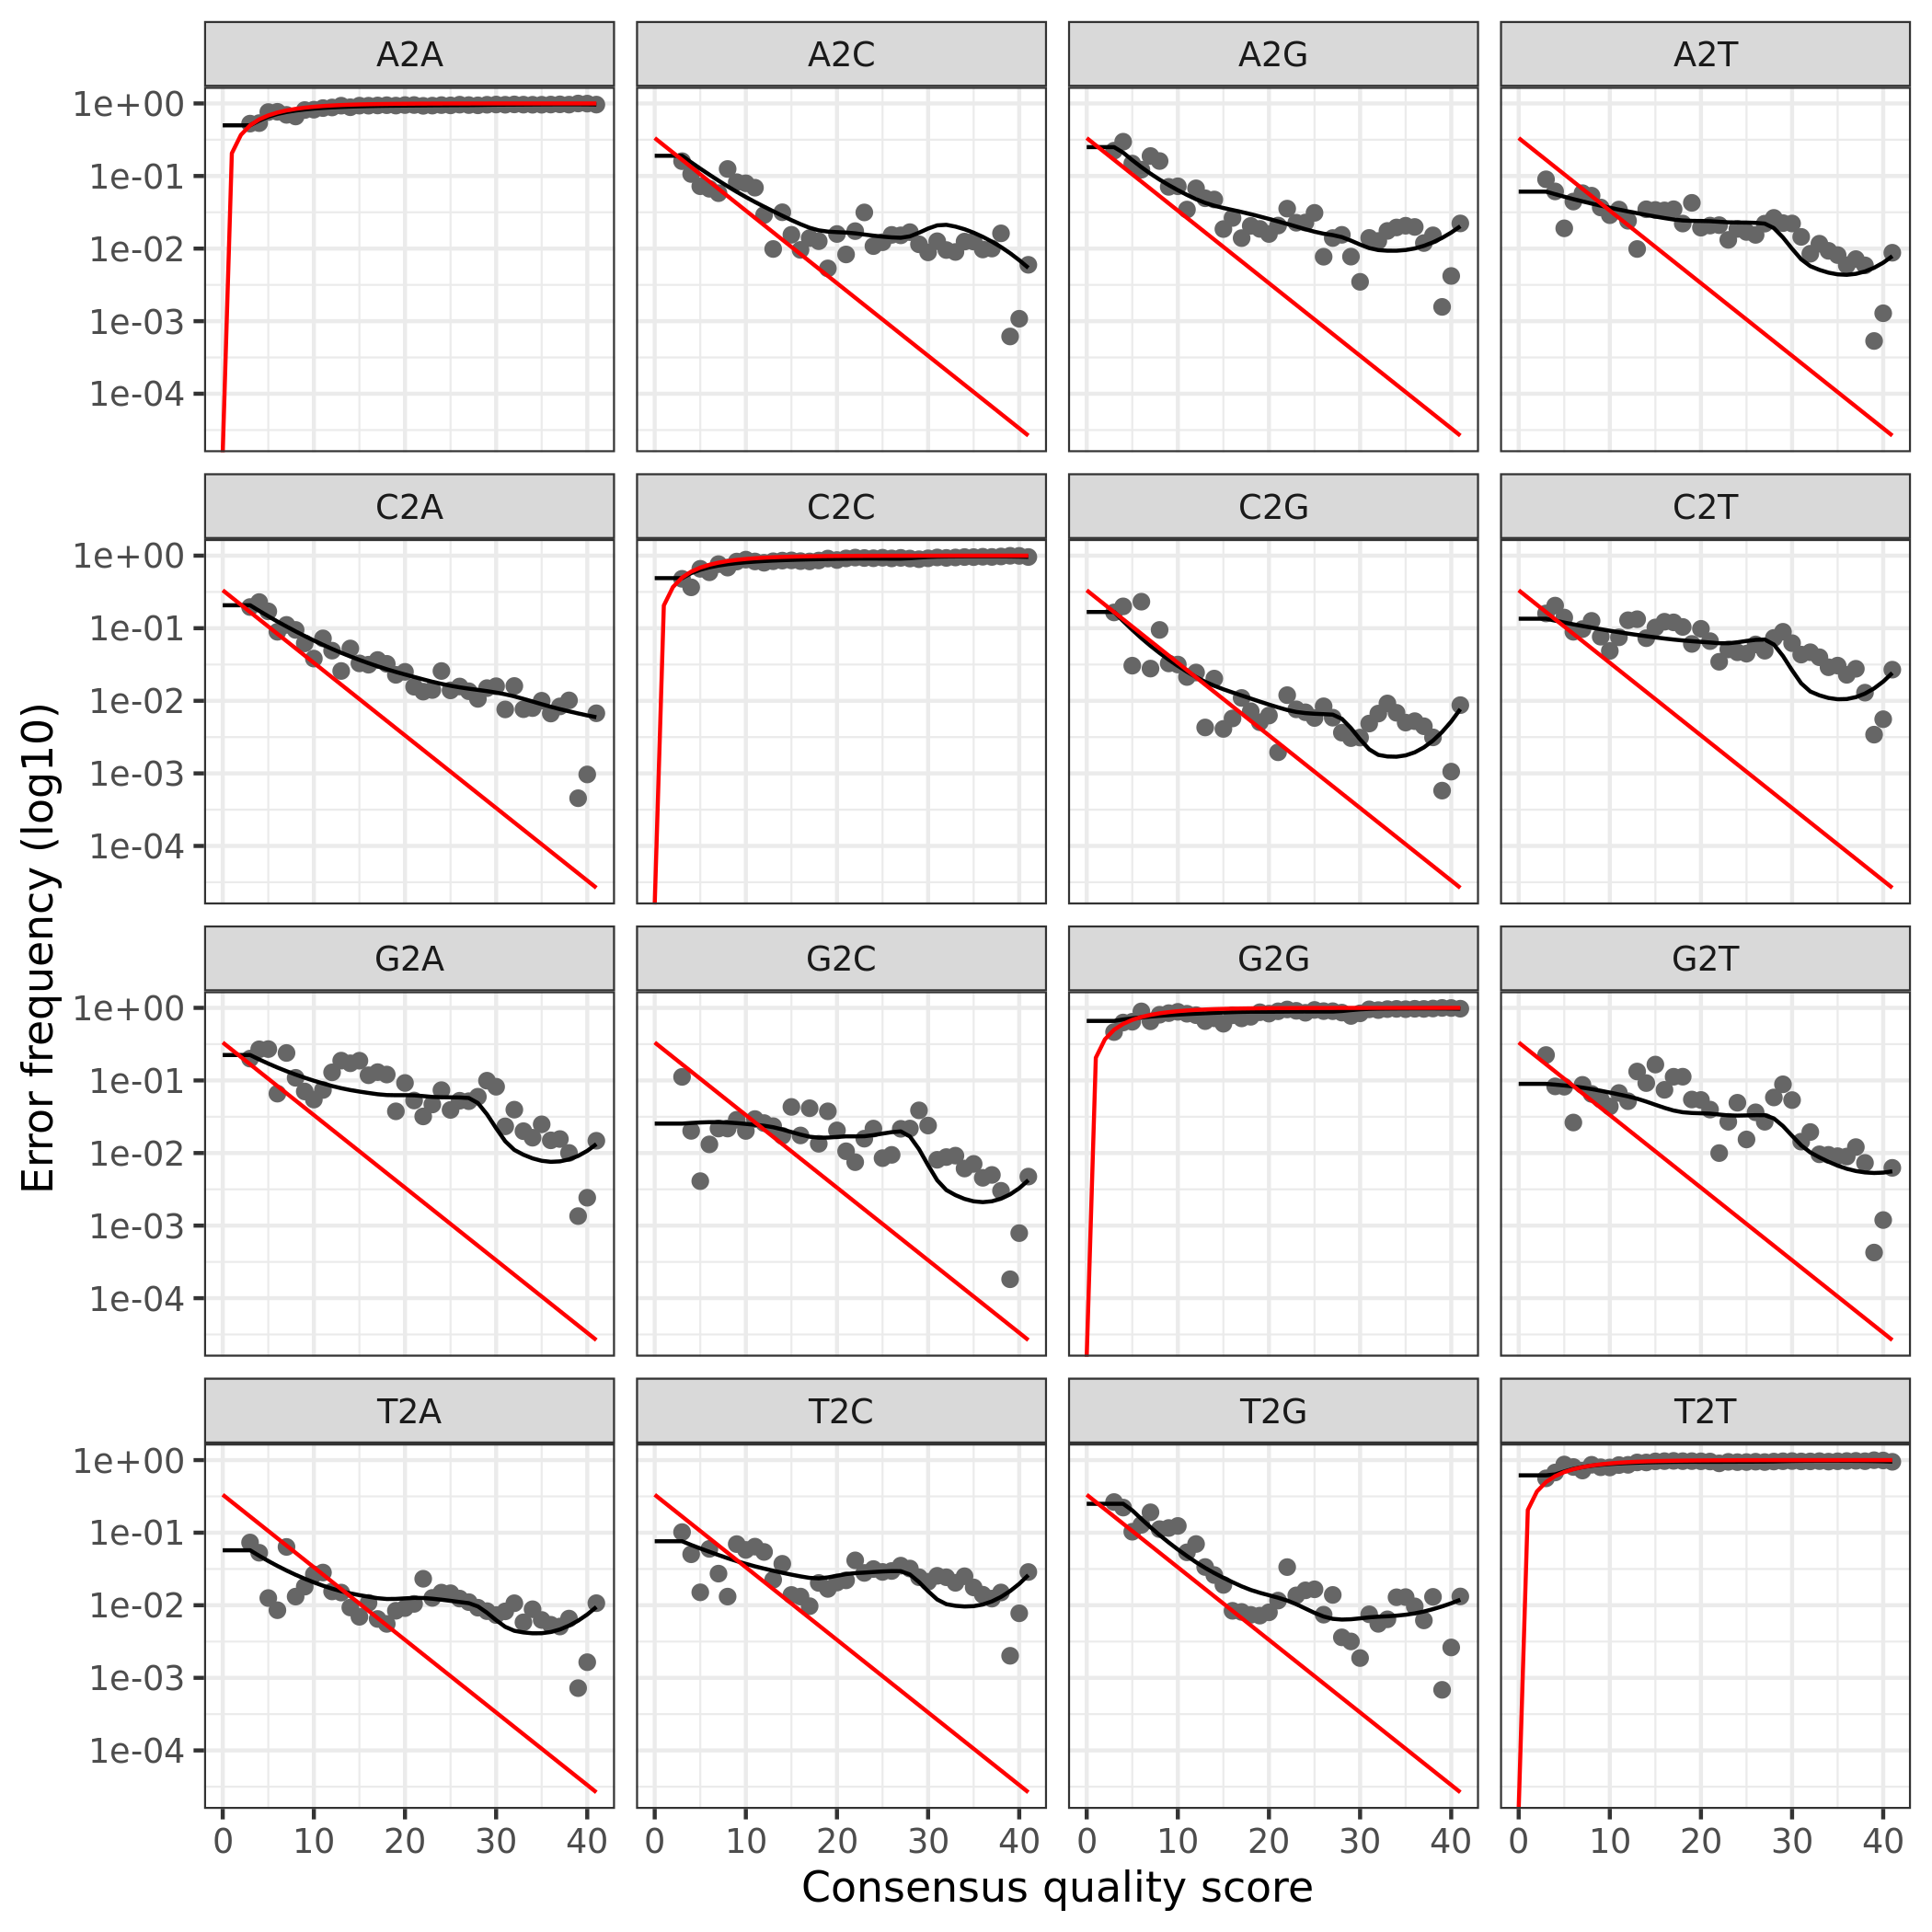 A2A A2C A2G A2T
1e+00
1e-01
1e-02
1e-03
1e-04
C2A C2C C2G C2T
1e+00
1e-01
1e-02
1e-03
1e-04
G2A G2C G2G G2T
1e+00
1e-01
1e-02
1e-03
1e-04
T2A T2C T2G T2T
1e+00
1e-01
1e-02
1e-03
1e-04
0 10 20 30 40 0 10 20 30 40 0 10 20 30 40 0 10 20 30 40
Consensus quality score
Error frequency (log10)